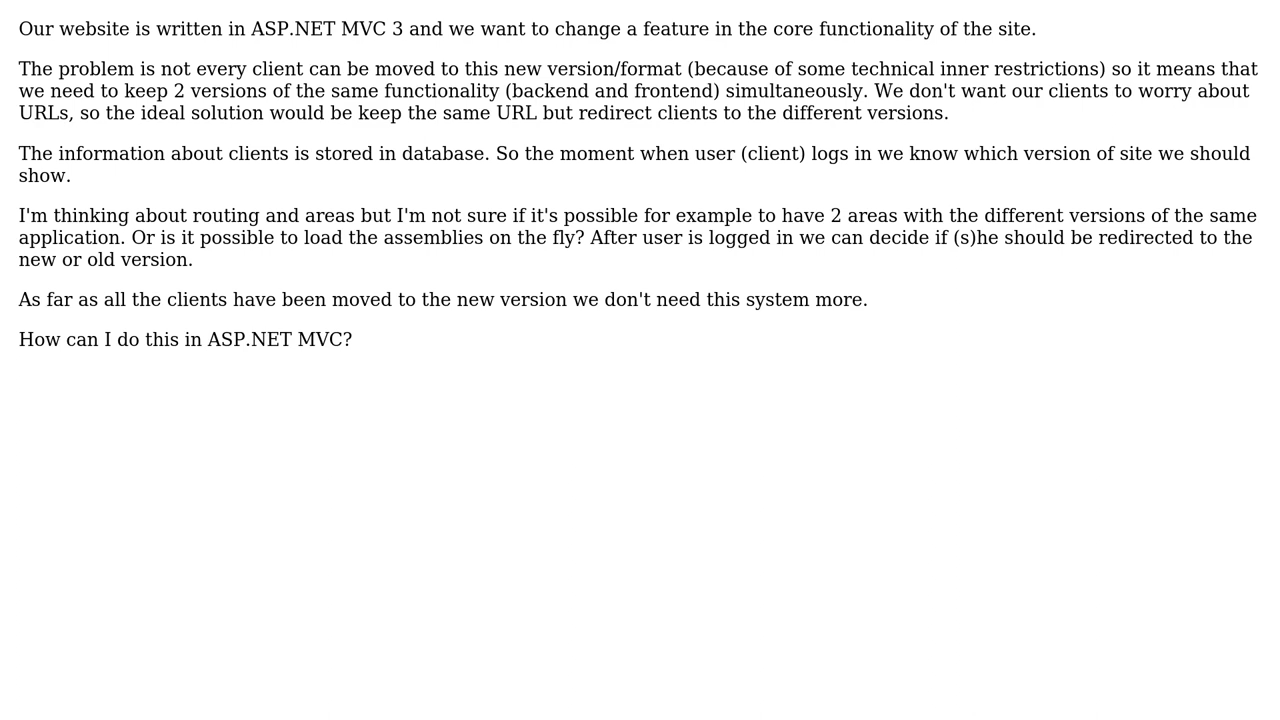 Our website is written in ASP.NET MVC 3 and we want to change a feature in the core functionality of the site.
The problem is not every client can be moved to this new version/format (because of some technical inner restrictions) so it means that
we need to keep 2 versions of the same functionality (backend and frontend) simultaneously. We don't want our clients to worry about
URLs, so the ideal solution would be keep the same URL but redirect clients to the different versions.
The information about clients is stored in database. So the moment when user (client) logs in we know which version of site we should
show.
I'm thinking about routing and areas but I'm not sure if it's possible for example to have 2 areas with the different versions of the same
application. Or is it possible to load the assemblies on the fly? After user is logged in we can decide if (s)he should be redirected to the
new or old version.
As far as all the clients have been moved to the new version we don't need this system more.
How can I do this in ASP.NET MVC?